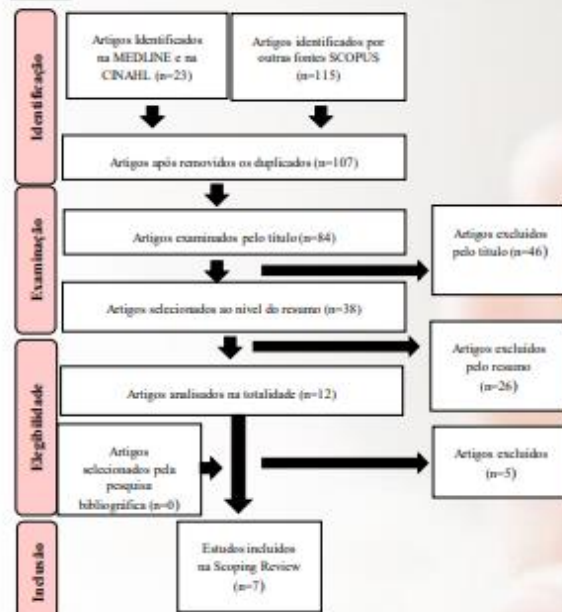 Identificação
Artigos Identificados
na MEDLINE e na
CINAHL (n=23)
Artigos identificados por
outras fontes SCOPUS
(n=115)
Artigos após removidos os duplicados (n=107)
Examinação
Artigos examinados pelo título (n=84)
Artigos excluídos
pelo título (n=46)
Artigos selecionados ao nível do resumo (n=38)
Elegibilidade
Artigos excluídos
pelo resumo
(n=26)
Artigos analisados na totalidade (n=12)
Artigos
selecionados pela
pesquisa
bibliográfica (n=0)
Artigos excluídos
(n=5)
Inclusão
Estudos incluídos
na Scoping Review
(n=7)